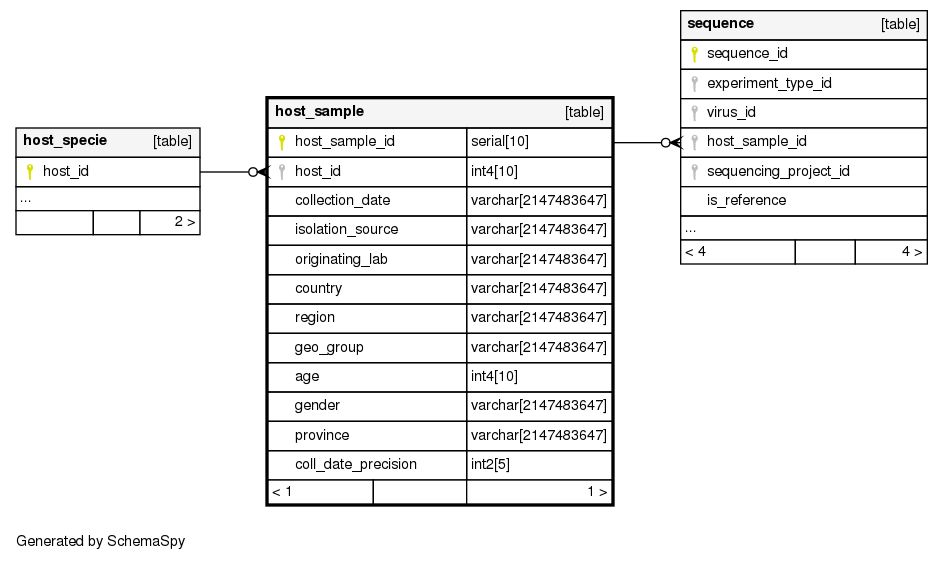 host_specie [table]
host_id
...
2 >
host_sample [table]
host_sample_id serial[10]
host_id int4[10]
collection_date varchar[2147483647]
isolation_source varchar[2147483647]
originating_lab varchar[2147483647]
country varchar[2147483647]
region varchar[2147483647]
geo_group varchar[2147483647]
age int4[10]
gender varchar[2147483647]
province varchar[2147483647]
coll_date_precision int2[5]
< 1 1 >
sequence [table]
sequence_id
experiment_type_id
virus_id
host_sample_id
sequencing_project_id
is_reference
...
< 4 4 >
Generated by SchemaSpy